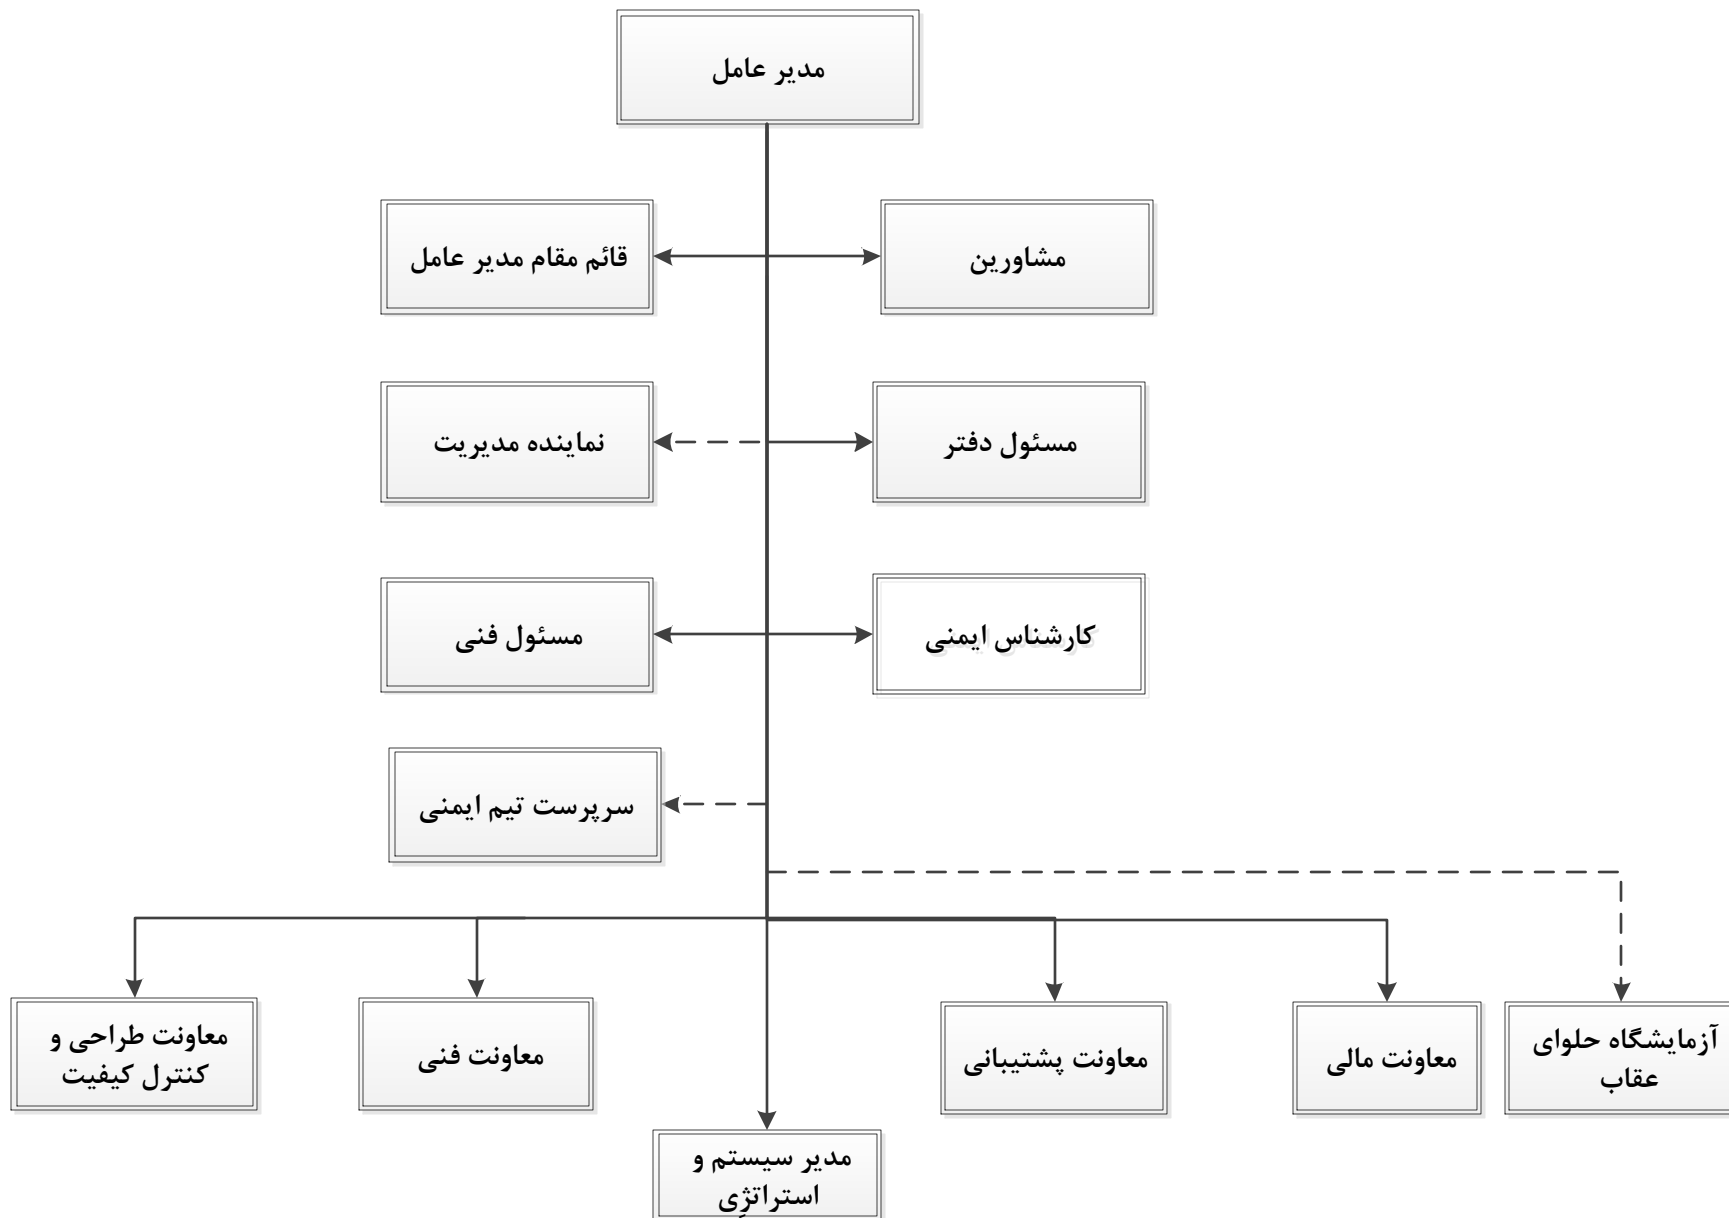 مدیر عامل
مشاورین
قائم مقام مدیر عامل
مسئول دفتر
نماینده مدیریت
کارشناس ایمنی
مسئول فنی
سرپرست تیم ایمنی
آزمایشگاه حلوای
عقاب
معاونت مالی
معاونت پشتیبانی
معاونت فنی
معاونت طراحی و
کنترل کیفیت
مدیر سیستم و
استراتژی